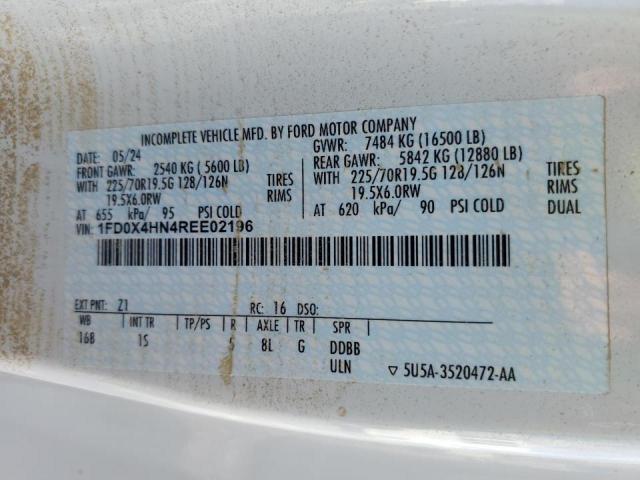 INCOMPLETE VEHICLE MFD. BY FORD MOTOR COMPANY
DATE: 05/24 GVWR: 7484 KG (16500 LB)
FRONT GAWR: 2540 KG ( 5600 LB) REAR GAWR: 5842 KG (12880 LB)
WITH 225/70R19.5G 128/126N TIRES WITH 225/70R19.5G 128/126N TIRES
19.5X6.0RW RIMS 19.5X6.0RW RIMS
AT 655 kPa/ 95 PSI COLD AT 620 kPa/ 90 PSI COLD DUAL
VIN: 1FD0X4HN4REE02196
EXT PNT: Z1 RC: 16 DSO:
WB INT TR TP/PS R AXLE TR SPR
168 1S 5 8L G DDBB
ULN ▽ 5U5A-3520472-AA